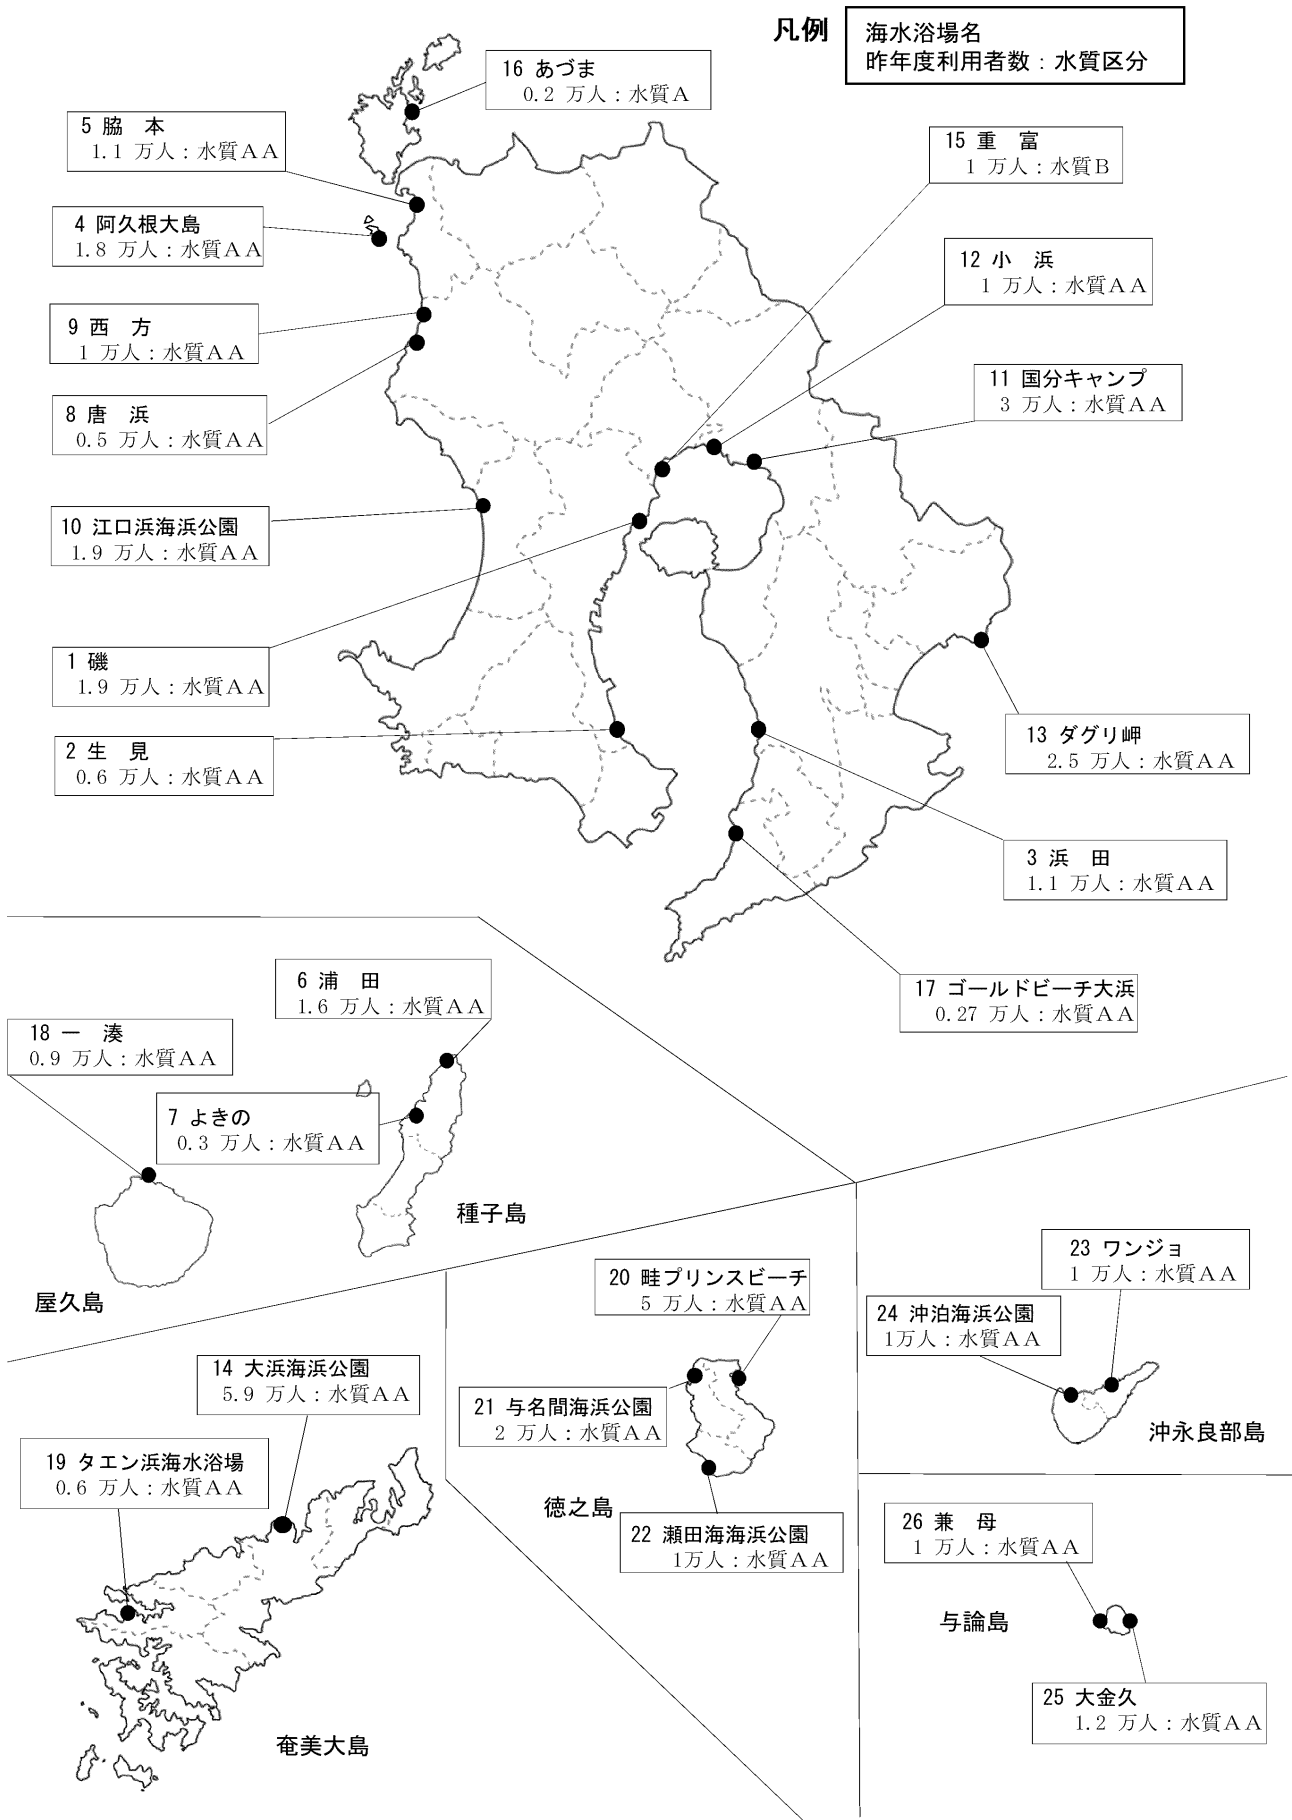 凡例
海水浴場名
昨年度利用者数：水質区分
16 あづま
0.2 万人：水質A
5 脇　本
1.1 万人：水質AA
15 重　富
1 万人：水質B
4 阿久根大島
1.8 万人：水質AA
12 小　浜
1 万人：水質AA
9 西　方
1 万人：水質AA
11 国分キャンプ
3 万人：水質AA
8 唐　浜
0.5 万人：水質AA
10 江口浜海浜公園
1.9 万人：水質AA
1 磯
1.9 万人：水質AA
13 ダグリ岬
2.5 万人：水質AA
2 生　見
0.6 万人：水質AA
3 浜　田
1.1 万人：水質AA
17 ゴールドビーチ大浜
0.27 万人：水質AA
6 浦　田
1.6 万人：水質AA
18 一　湊
0.9 万人：水質AA
7 よきの
0.3 万人：水質AA
種子島
屋久島
23 ワンジョ
1 万人：水質AA
20 畦プリンスビーチ
5 万人：水質AA
24 沖泊海浜公園
1万人：水質AA
14 大浜海浜公園
5.9 万人：水質AA
21 与名間海浜公園
2 万人：水質AA
沖永良部島
19 タエン浜海水浴場
0.6 万人：水質AA
徳之島
22 瀬田海海浜公園
1万人：水質AA
26 兼　母
1 万人：水質AA
与論島
25 大金久
1.2 万人：水質AA
奄美大島